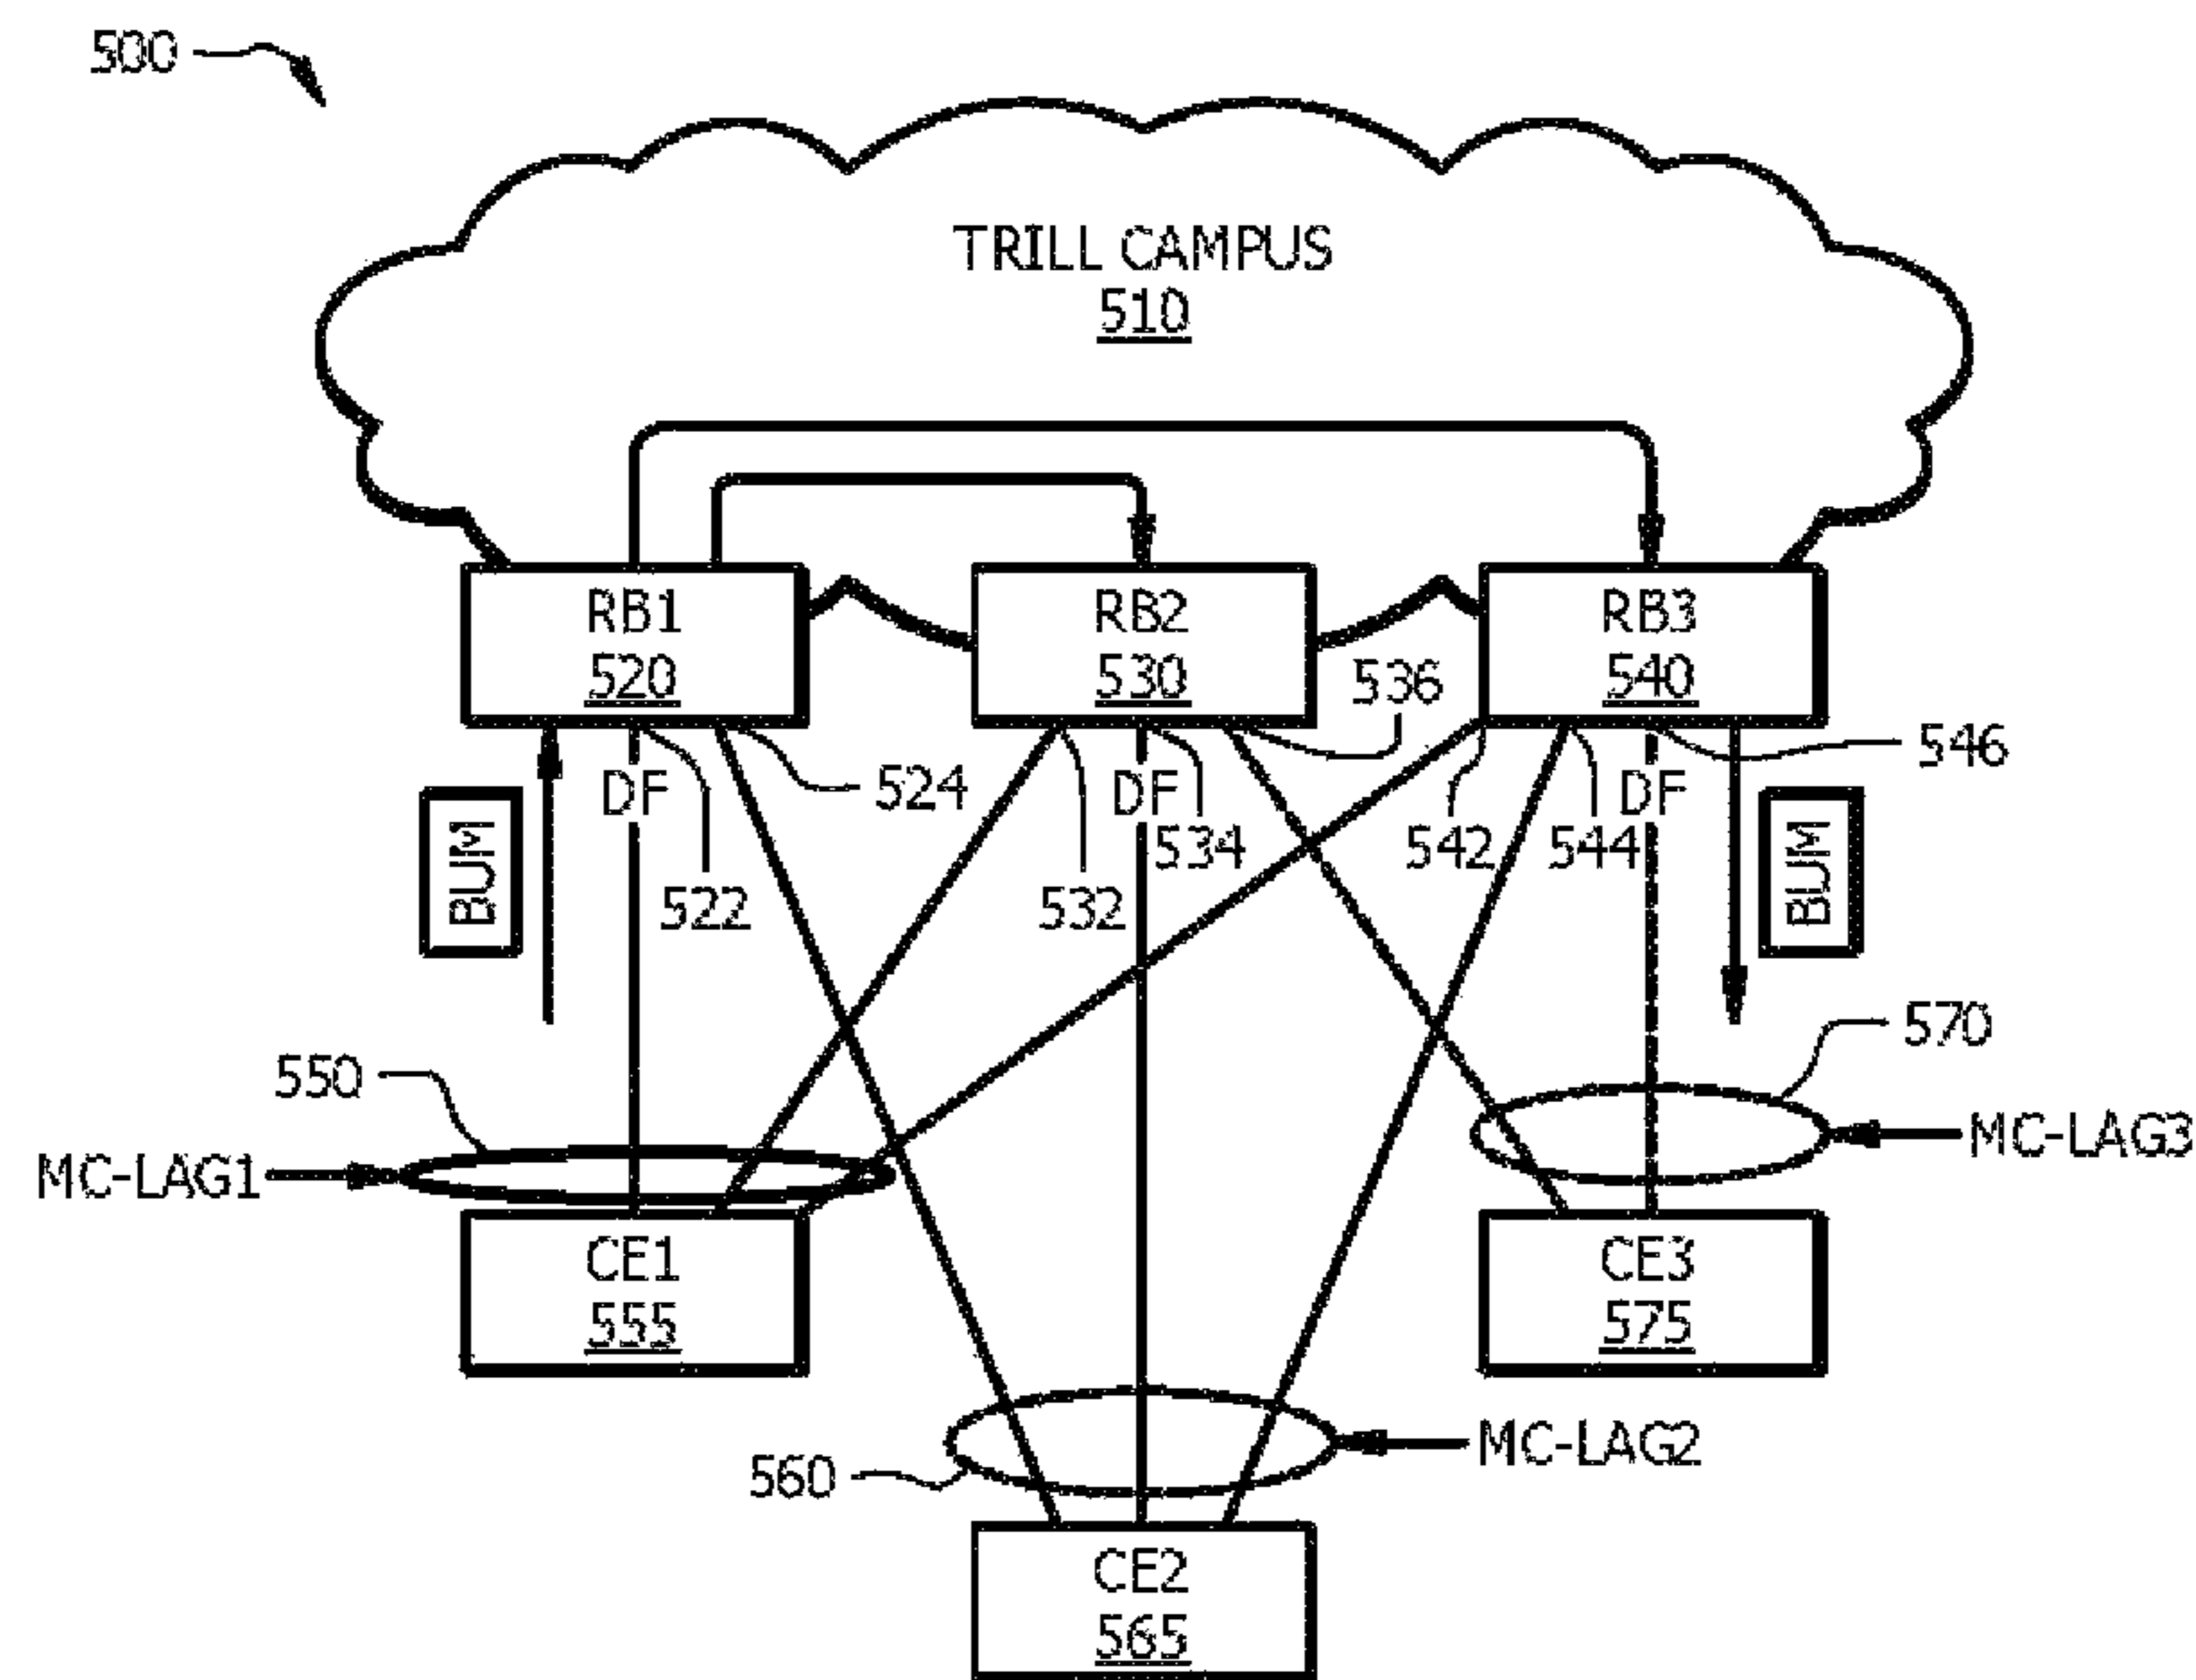 500
TRILL CAMPUS
510
RB1
520
RB2
530
536
RB3
540
546
BUM
DF
522
524
532
DF
534
542
544
DF
BUM
550
MC-LAG1
570
MC-LAG3
CE1
555
CE3
575
560
MC-LAG2
CE2
565